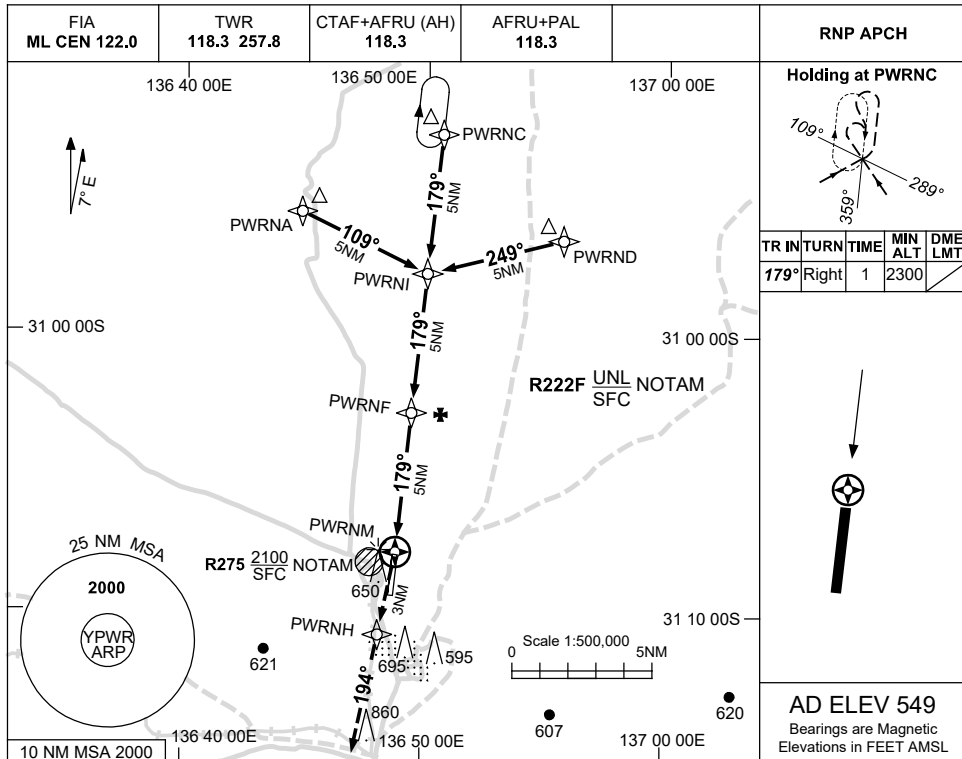 FIA
ML CEN 122.0
TWR
118.3 257.8
CTAF+AFRU (AH)
118.3
AFRU+PAL
118.3
RNP APCH
136 40 00E
136 50 00E
137 00 00E
7° E
PWRNC
179°
5NM
PWRNA
109°
5NM
249°
5NM
PWRND
PWRNI
31 00 00S
31 00 00S
179°
5NM
R222F UNL
SFC NOTAM
PWRNF
179°
5NM
PWRNM
R275 2100
SFC NOTAM
650
3NM
PWRNH
621
695
595
194°
860
Scale 1:500,000
0
5NM
31 10 00S
607
620
25 NM MSA
2000
YPWR
ARP
10 NM MSA 2000
136 40 00E
136 50 00E
137 00 00E
Holding at PWRNC
109°
289°
359°
TR IN TURN TIME MIN ALT DME LMT
179° Right 1 2300
AD ELEV 549
Bearings are Magnetic
Elevations in FEET AMSL